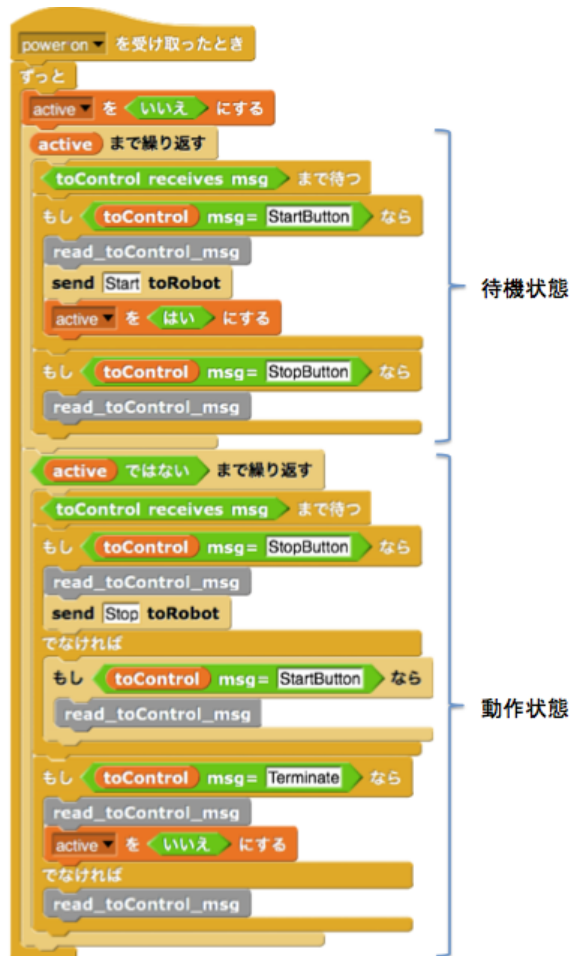 power on を受け取ったとき
ずっと
active を いいえ にする
active まで繰り返す
toControl receives msg まで待つ
もし toControl msg= StartButton なら
read_toControl_msg
send Start toRobot
active を はい にする
もし toControl msg= StopButton なら
read_toControl_msg
待機状態
active ではない まで繰り返す
toControl receives msg まで待つ
もし toControl msg= StopButton なら
read_toControl_msg
send Stop toRobot
でなければ
もし toControl msg= StartButton なら
read_toControl_msg
もし toControl msg= Terminate なら
read_toControl_msg
active を いいえ にする
でなければ
read_toControl_msg
動作状態